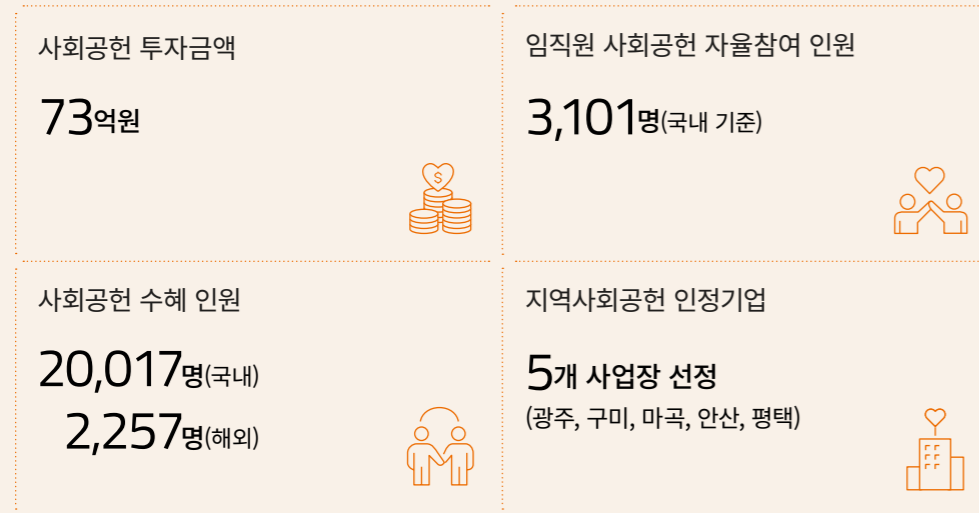 사회공헌 투자금액
73억원
임직원 사회공헌 자율참여 인원
3,101명(국내 기준)
사회공헌 수혜 인원
20,017명(국내)
2,257명(해외)
지역사회공헌 인정기업
5개 사업장 선정
(광주, 구미, 마곡, 안산, 평택)